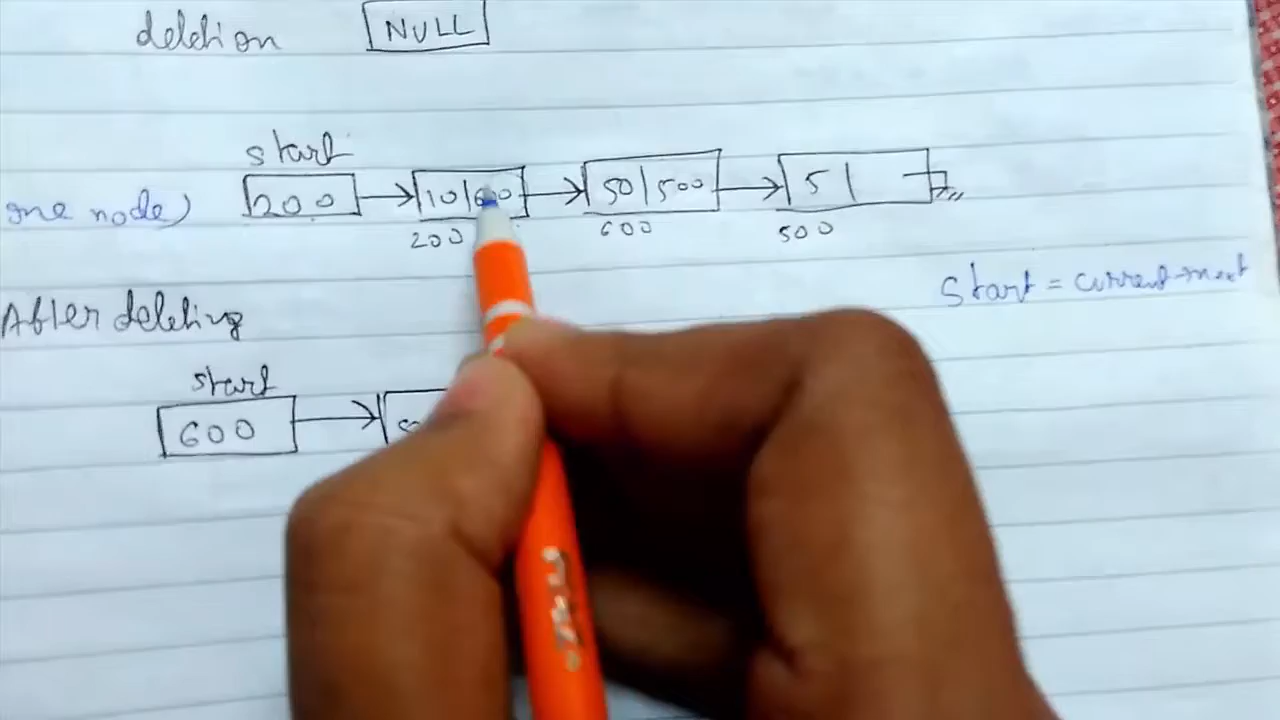 deletion NULL
start
one node) 200 10 600 50 500 5
200 600 500
start = current→next
After deleting
start
600